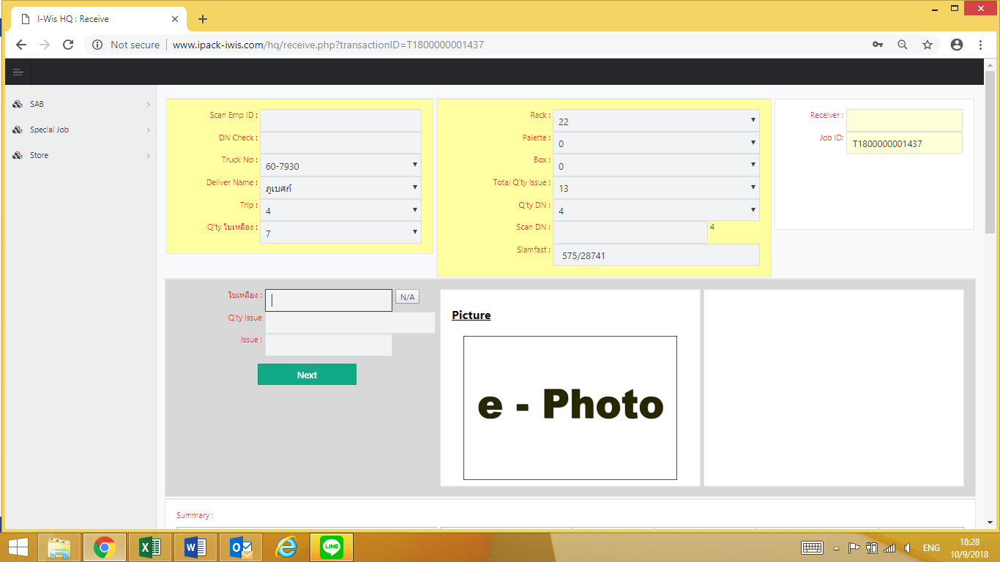 I-Wis HQ : Receive
Not secure
www.ipack-iwis.com/hq/receive.php?transactionID=T1800000001437
SAB
Special Job
Store
Scan Emp ID :
DN Check :
Truck No : 60-7930
Deliver Name : ภูเบศก์
Trip : 4
Q'ty ใบเหลือง : 7
Rack : 22
Palette : 0
Box : 0
Total Q'ty Issue : 13
Q'ty DN : 4
Scan DN : 4
Siamfast : 575/28741
Receiver :
Job ID: T1800000001437
ใบเหลือง : N/A
Q'ty Issue
Issue :
Next
Picture
e - Photo
Summary :
LINE
ENG
18:28
10/9/2018